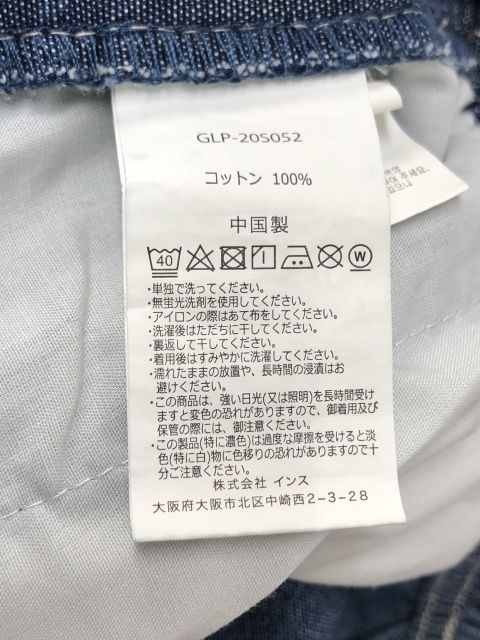 GLP-20S052
コットン 100%
中国製
40
W
・単独で洗ってください。
・無蛍光洗剤を使用してください。
・アイロンの際はあて布をしてください。
・洗濯後はただちに干してください。
・裏返して干してください。
・着用後はすみやかに洗濯してください。
・濡れたままの放置や、長時間の浸漬はお
避けください。
・この商品は、強い日光(又は照明)を長時間受け
ますと変色の恐れがありますので、御着用及び
保管の際には、御注意ください。
・この製品(特に濃色)は過度な摩擦を受けると淡
色(特に白)物に色移りの恐れがありますので十
分ご注意ください。
株式会社 インス
大阪府大阪市北区中崎西2-3-28
주세요.